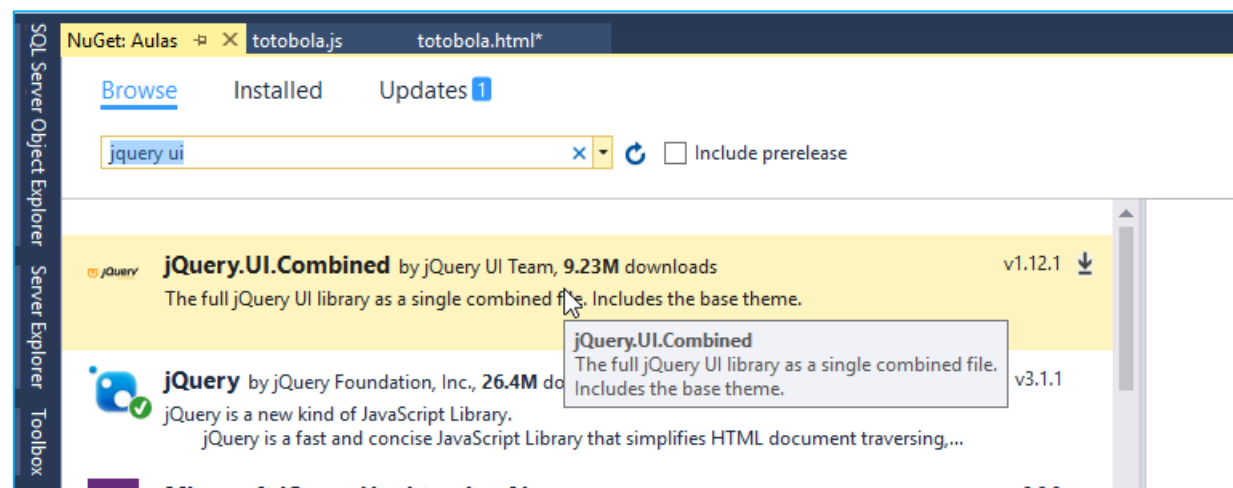 NuGet: Aulas totobola.js totobola.html*
SQL Server Object Explorer
Server Explorer
Toolbox
Browse Installed Updates 1
jquery ui Include prerelease
jQuery jQuery.UI.Combined by jQuery UI Team, 9.23M downloads v1.12.1
The full jQuery UI library as a single combined file. Includes the base theme.
jQuery.UI.Combined
The full jQuery UI library as a single combined file.
Includes the base theme.
jQuery by jQuery Foundation, Inc., 26.4M do v3.1.1
jQuery is a new kind of JavaScript Library.
jQuery is a fast and concise JavaScript Library that simplifies HTML document traversing,...